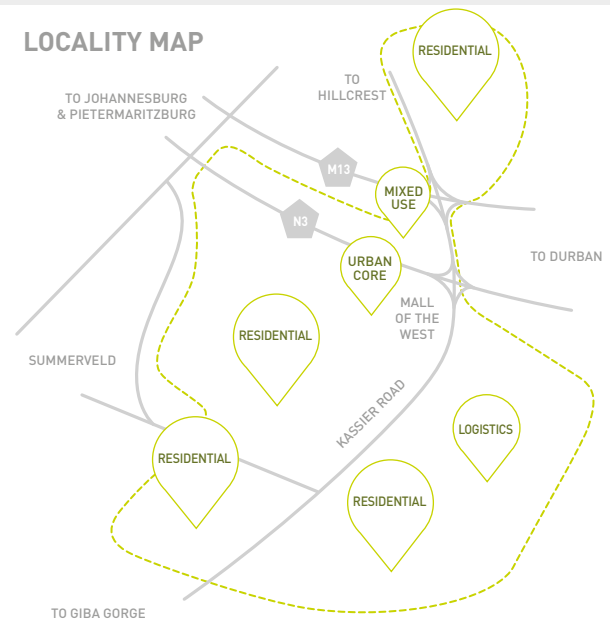 LOCALITY MAP
RESIDENTIAL
TO
HILLCREST
TO JOHANNESBURG
& PIETERMARITZBURG
M13
MIXED
USE
N3
TO DURBAN
URBAN
CORE
MALL
OF THE
WEST
RESIDENTIAL
SUMMERVELD
KASSIER ROAD
LOGISTICS
RESIDENTIAL
RESIDENTIAL
TO GIBA GORGE